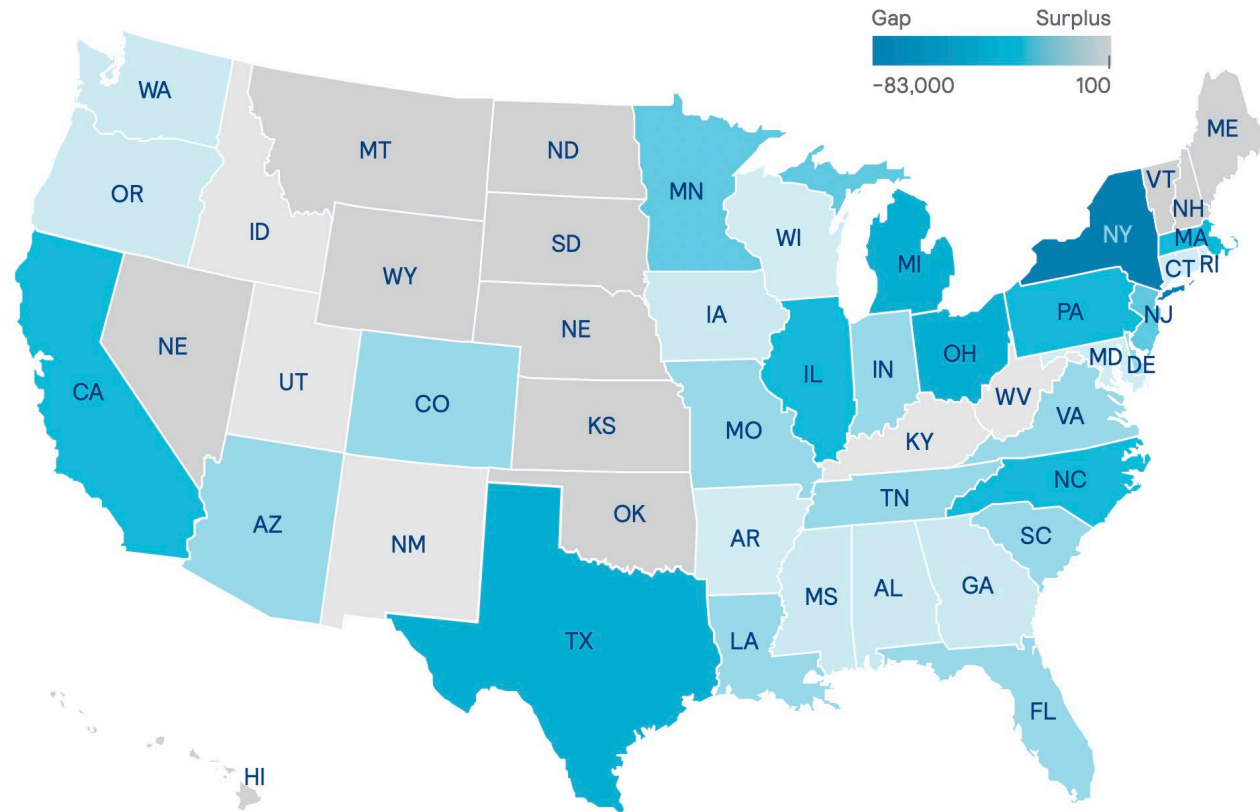 Gap Surplus
-83,000 100
WA
OR
CA
ID
NE
MT
WY
UT
AZ
CO
NM
ND
SD
NE
KS
OK
TX
MN
IA
MO
AR
LA
WI
IL
MI
IN
OH
KY
TN
MS
AL
GA
FL
SC
NC
VA
WV
PA
NY
MD
DE
NJ
CT
RI
MA
VT
NH
ME
HI